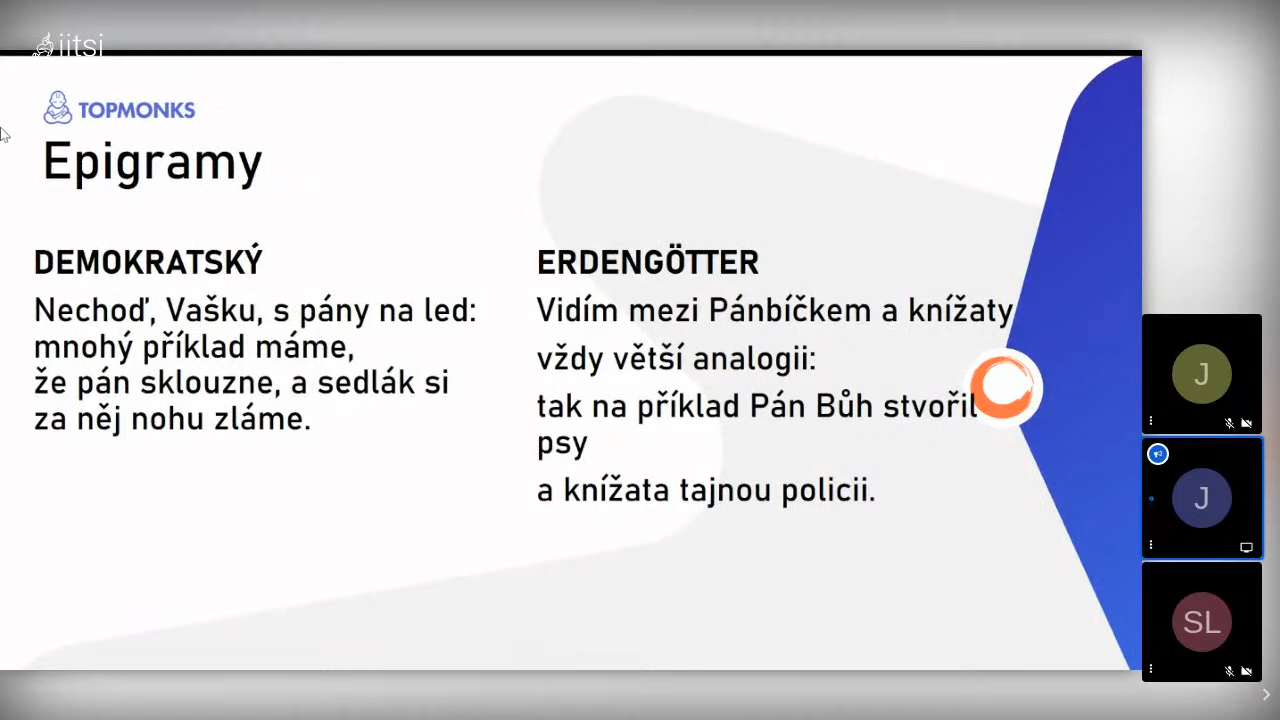 jitsi
TOPMONKS
Epigramy
DEMOKRATSKÝ
Nechoď, Vašku, s pány na led:
mnohý příklad máme,
že pán sklouzne, a sedlák si
za něj nohu zláme.
ERDENGÖTTER
Vidím mezi Pánbíčkem a knížaty
vždy větší analogii:
tak na příklad Pán Bůh stvořil
psy
a knížata tajnou policii.
J
J
SL